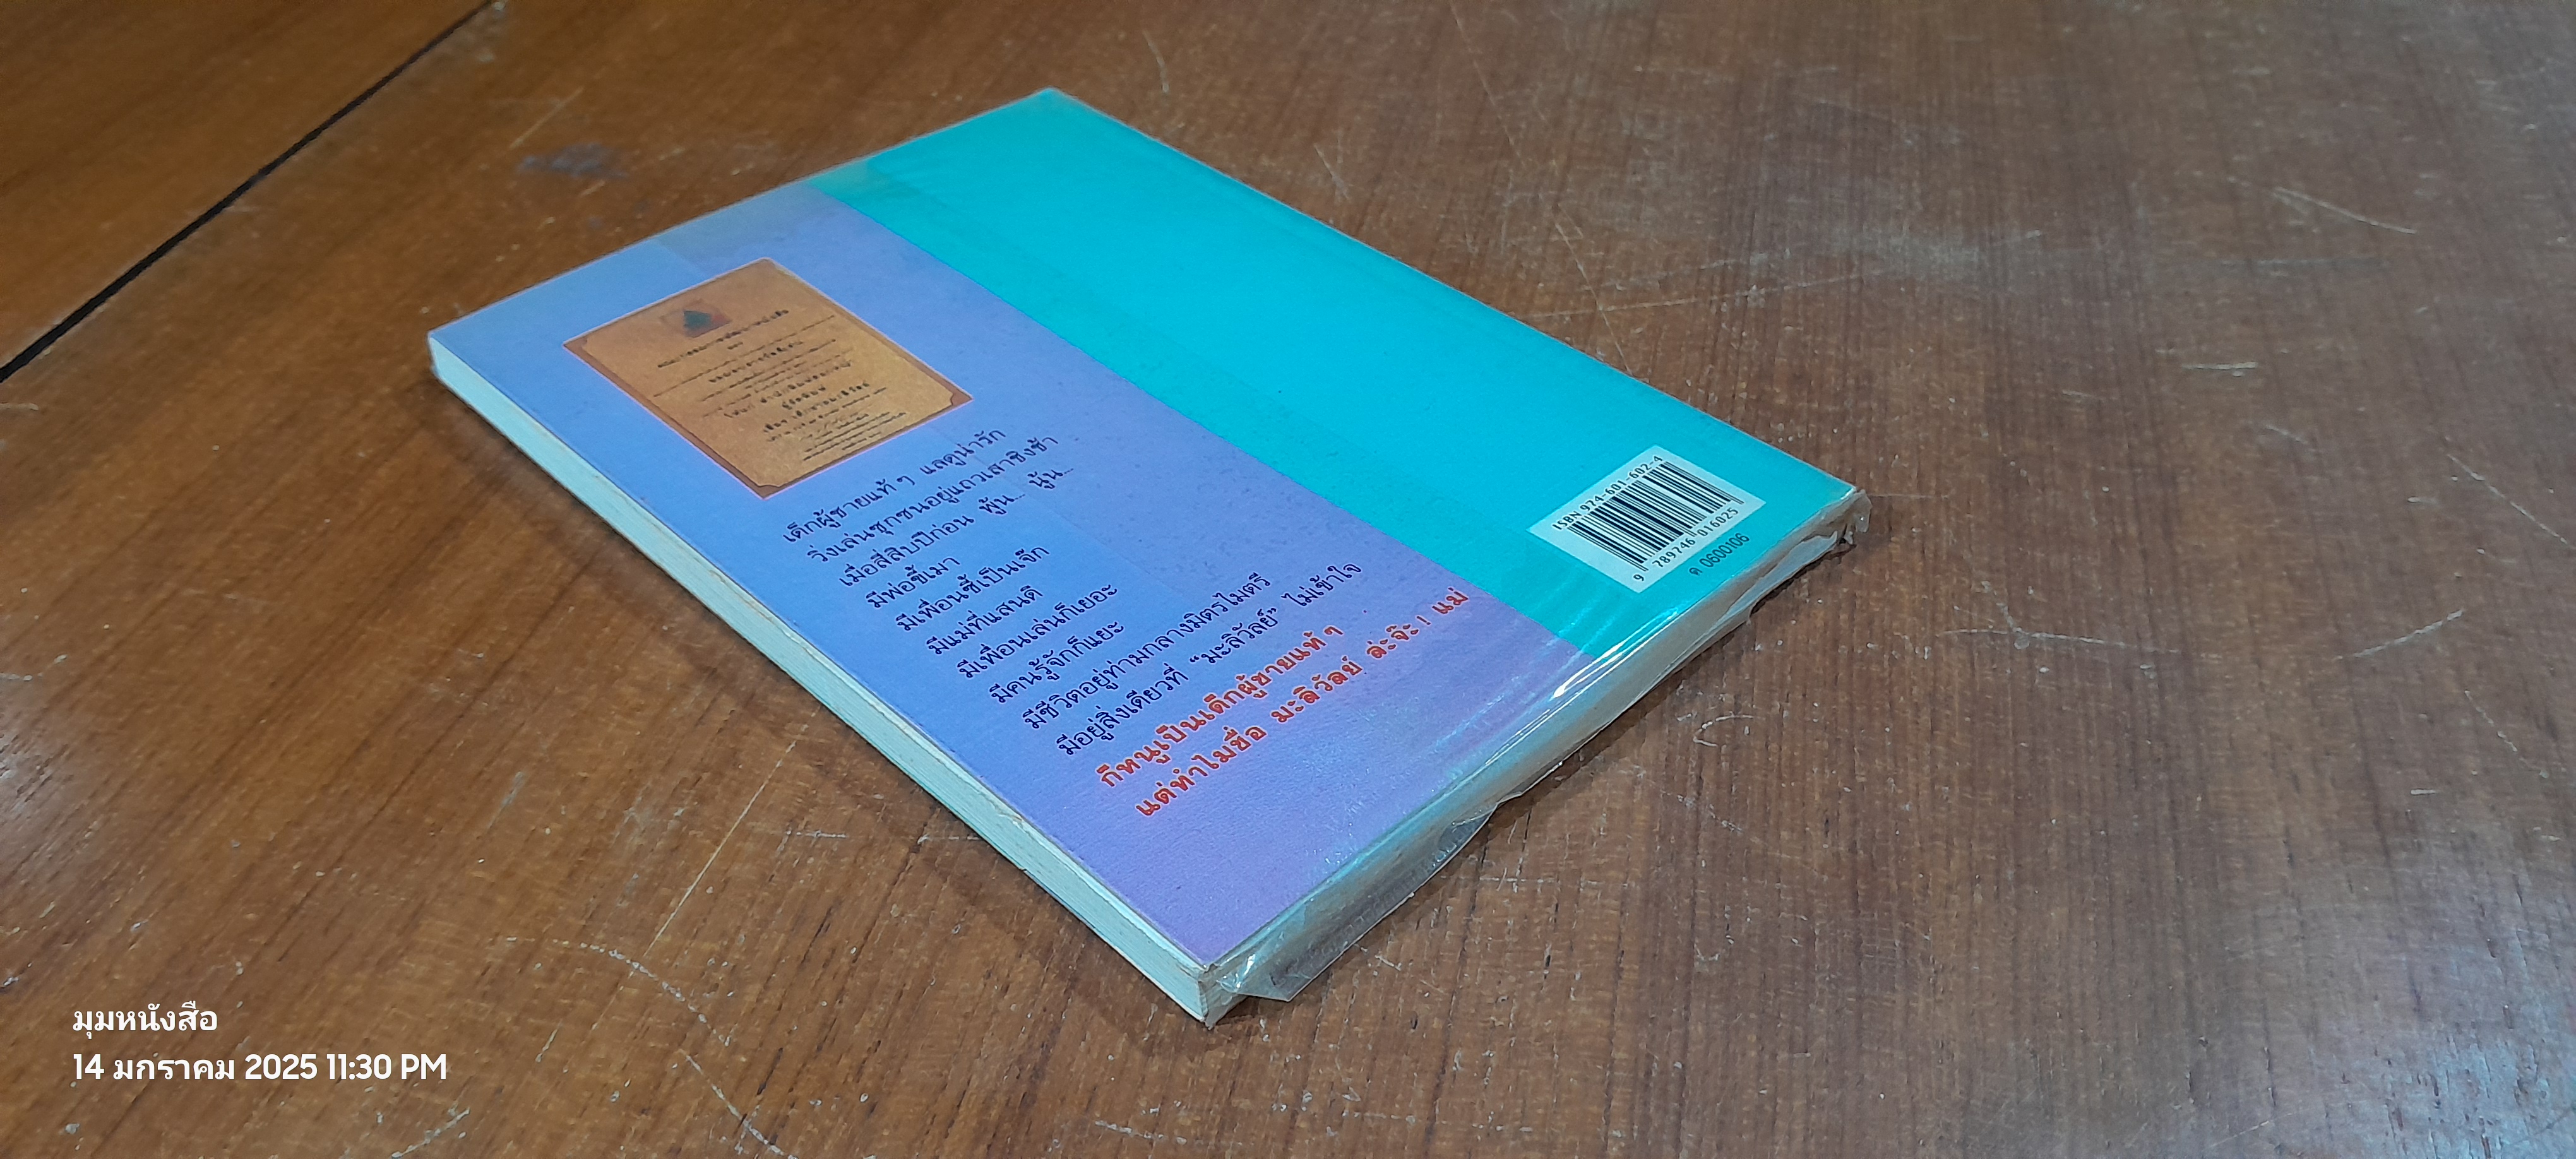 เด็กผู้ชายแท้ ๆ แลดูน่ารัก
วิ่งเล่นซุกซนอยู่แถวเสาชิงช้า
เมื่อสี่สิบปีก่อน พู้น... นู้น...
มีพ่อขี้เมา
มีเพื่อนซี้เป็นเจ๊ก
มีแม่ที่แสนดี
มีเพื่อนเล่นก็เยอะ
มีคนรู้จักก็แยะ
มีชีวิตอยู่ท่ามกลางมิตรไมตรี
มีอยู่สิ่งเดียวที่ “มะลิวัลย์” ไม่เข้าใจ
ก็หนูเป็นเด็กผู้ชายแท้ ๆ
แต่ทำไมชื่อ มะลิวัลย์ ล่ะจ๊ะ ! แม่
ISBN 974-601-602-4
9 789746 016025
ค 0600106
มุมหนังสือ
14 มกราคม 2025 11:30 PM